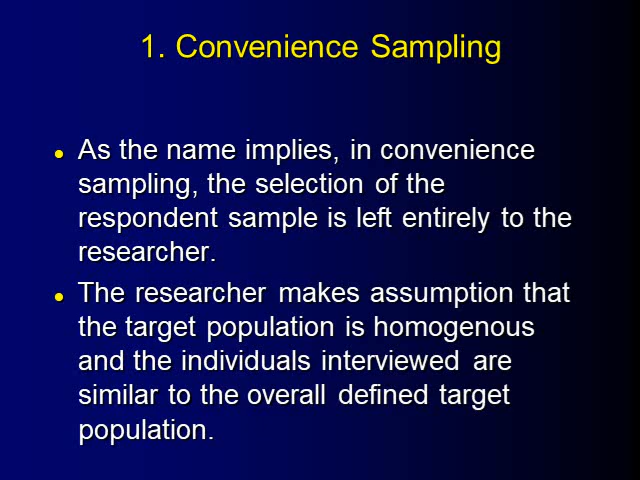 1. Convenience Sampling
● As the name implies, in convenience
sampling, the selection of the
respondent sample is left entirely to the
researcher.
● The researcher makes assumption that
the target population is homogenous
and the individuals interviewed are
similar to the overall defined target
population.